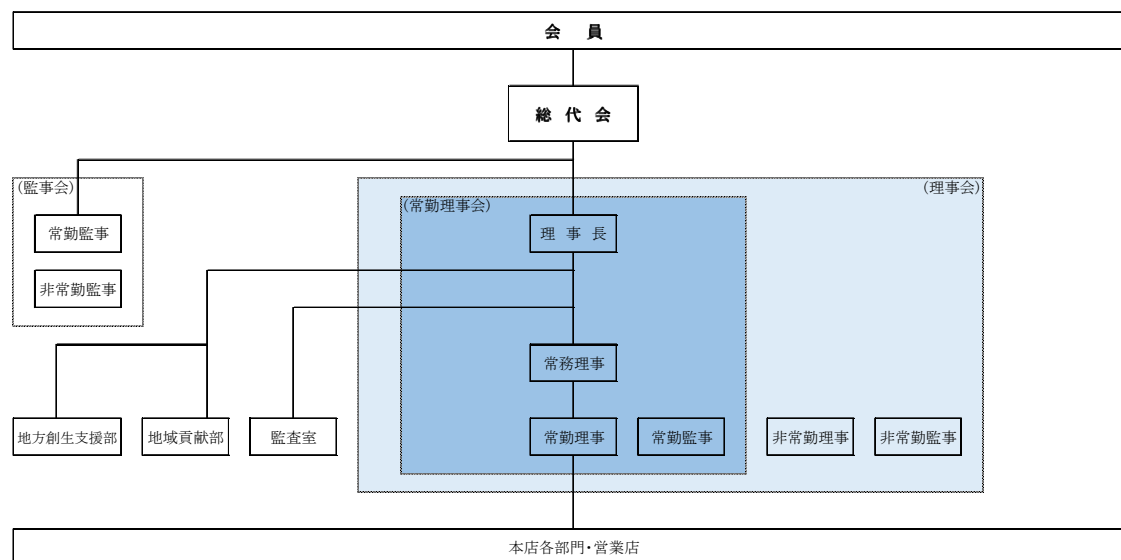 会　員
総 代 会
(監事会)
(理事会)
(常勤理事会)
常勤監事
理 事 長
非常勤監事
常務理事
地方創生支援部
地域貢献部
監査室
常勤理事
常勤監事
非常勤理事
非常勤監事
本店各部門・営業店